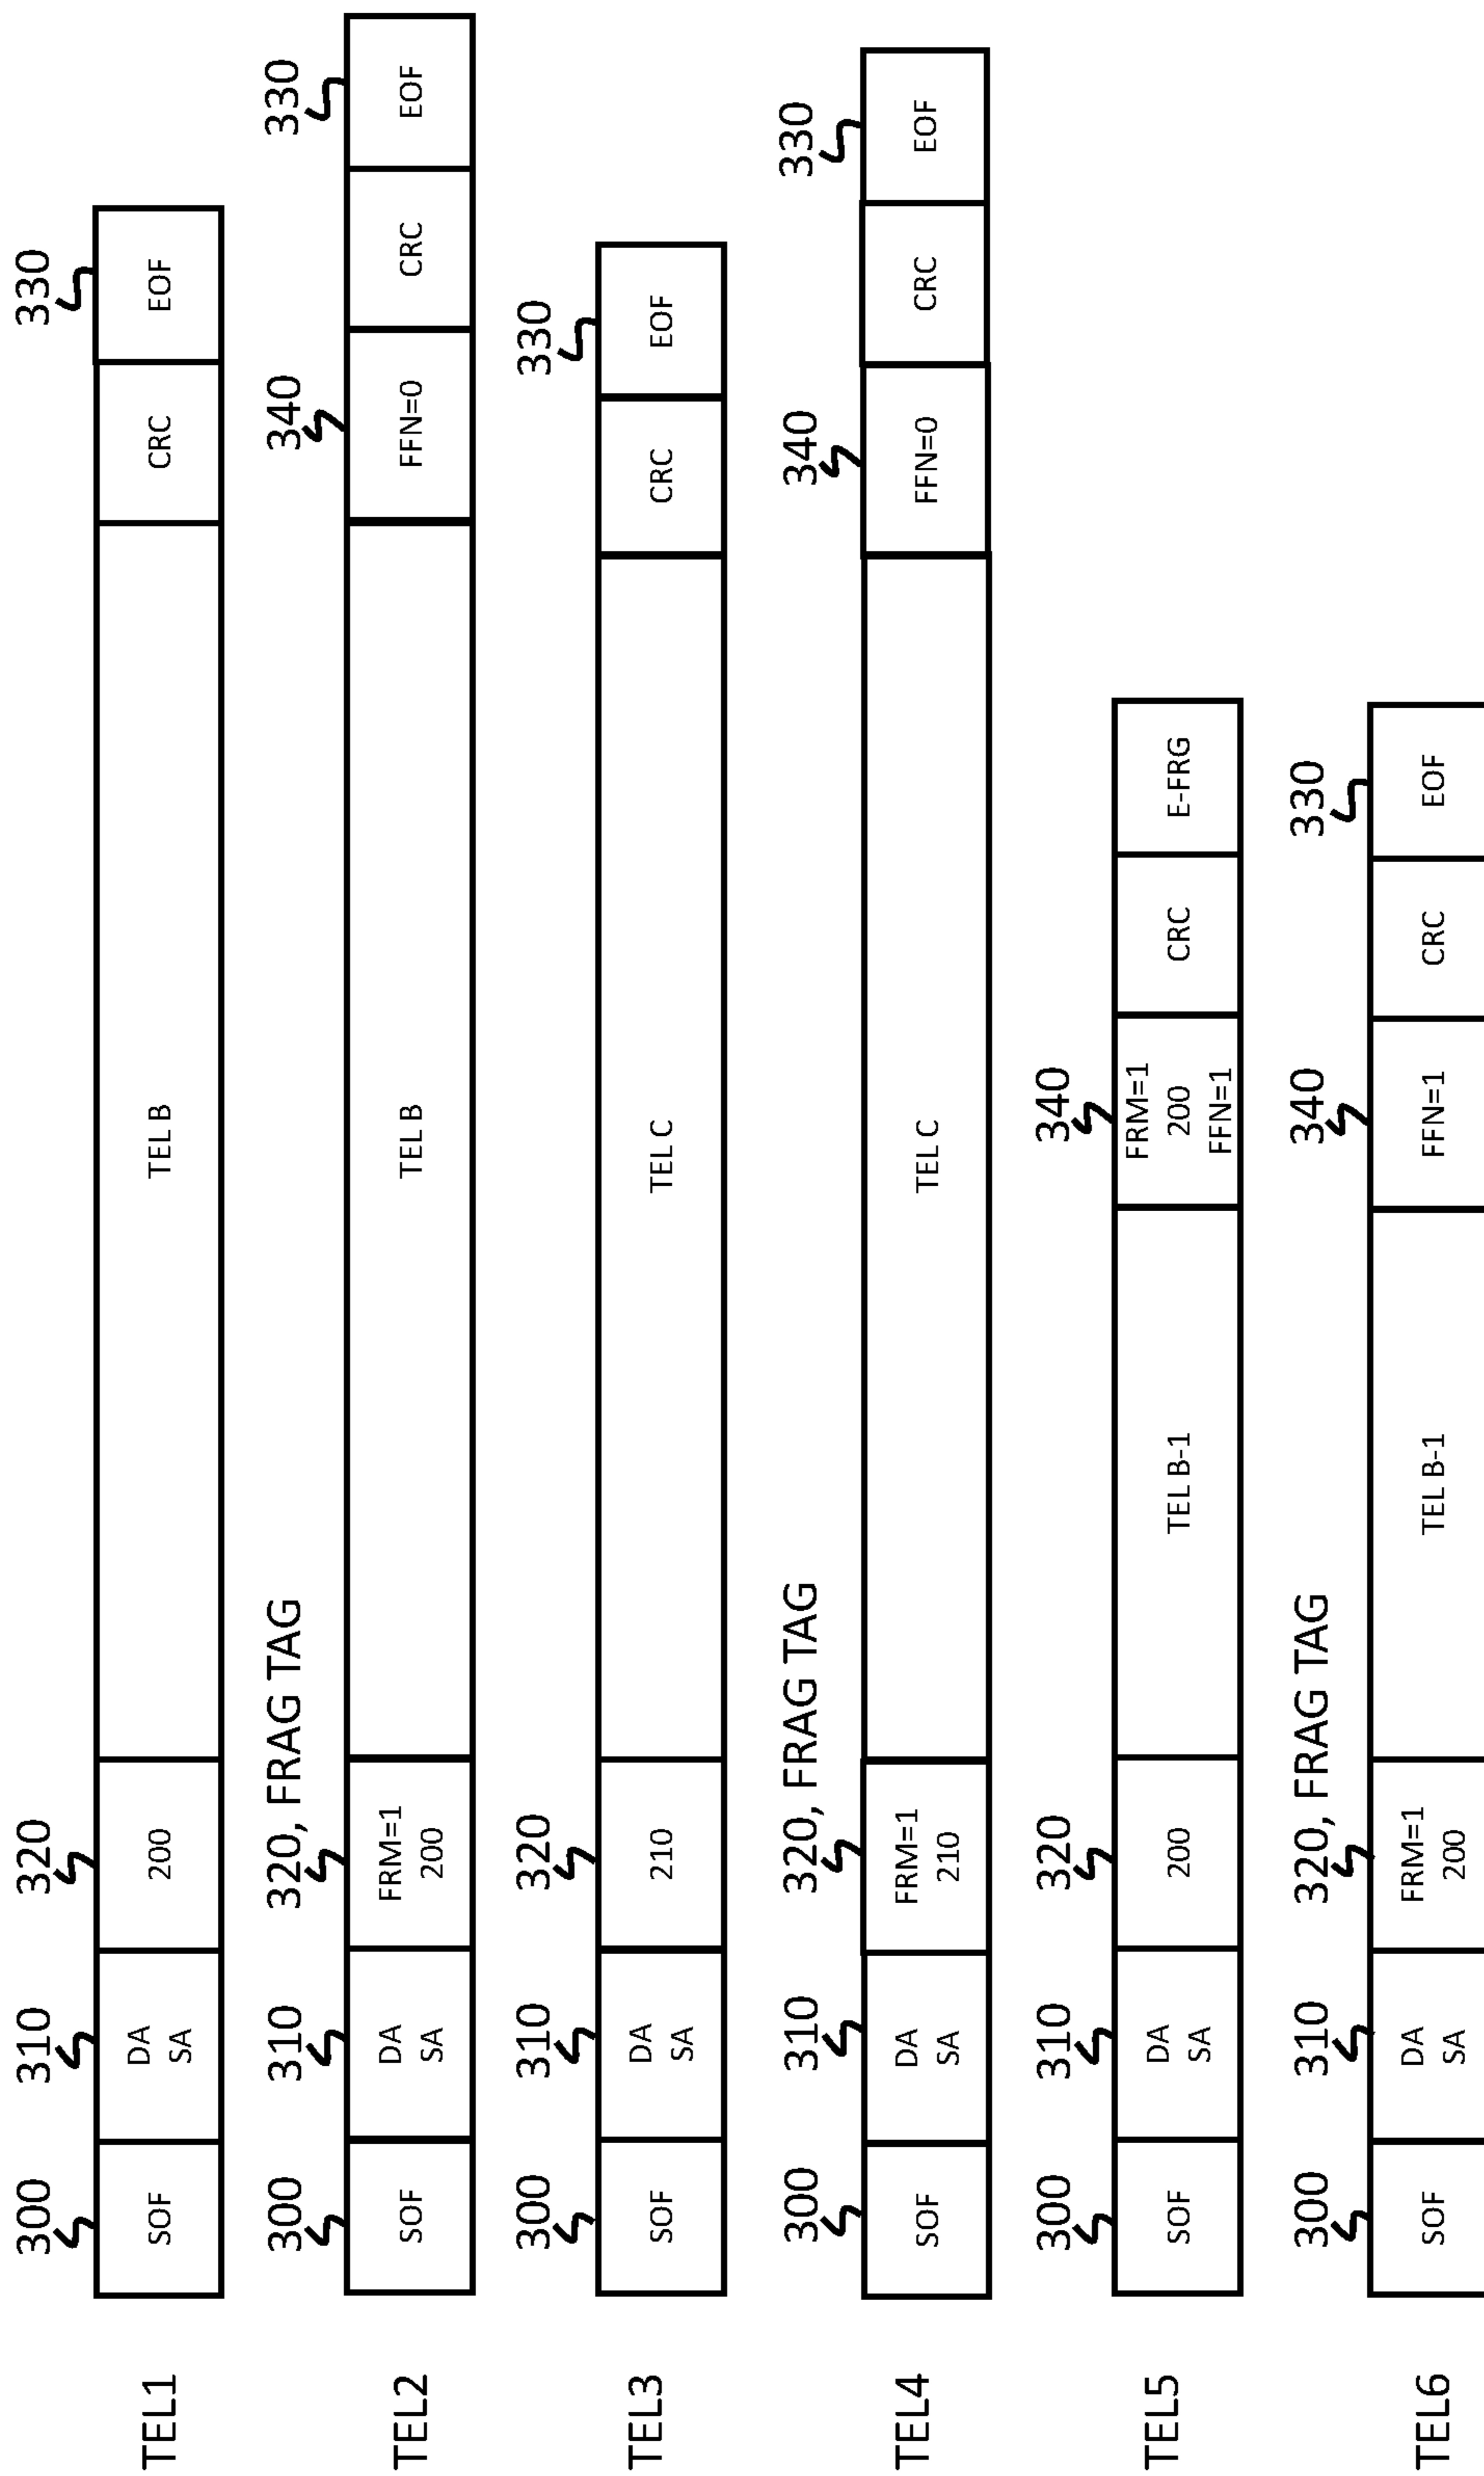 300 310 320 330
TEL1 SOF DA SA 200 TEL B CRC EOF
300 310 320, FRAG TAG 340 330
TEL2 SOF DA SA FRM=1 200 TEL B FFN=0 CRC EOF
300 310 320 330
TEL3 SOF DA SA 210 TEL C CRC EOF
300 310 320, FRAG TAG 340 330
TEL4 SOF DA SA FRM=1 210 TEL C FFN=0 CRC EOF
300 310 320 340
TEL5 SOF DA SA 200 TEL B-1 FRM=1 200 FFN=1 CRC E-FRG
300 310 320, FRAG TAG 340 330
TEL6 SOF DA SA FRM=1 200 TEL B-1 FFN=1 CRC EOF